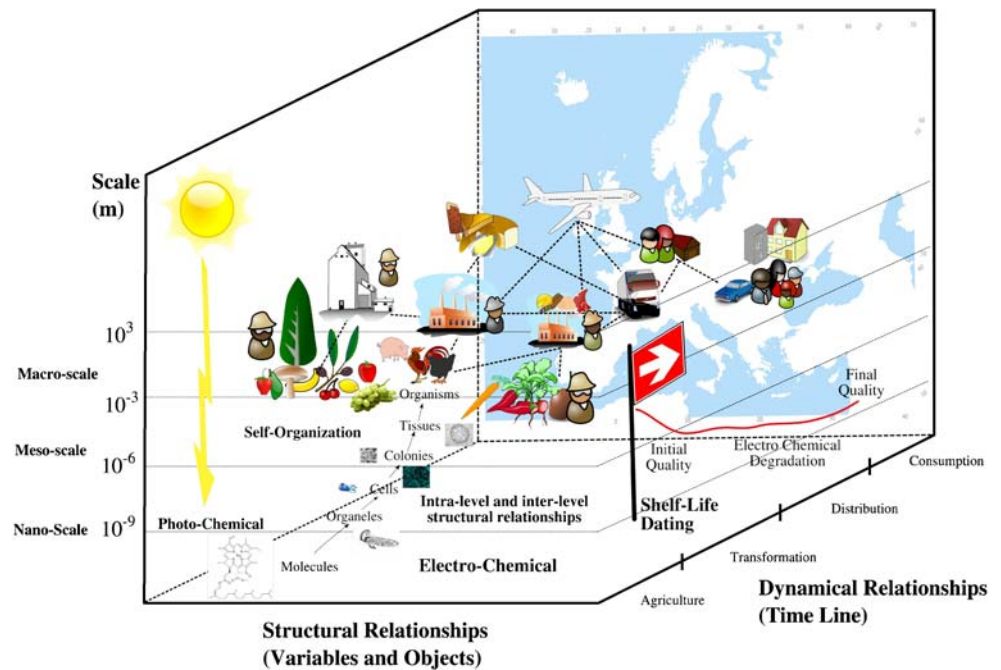 Scale
(m)
10³
Macro-scale
10⁻³
Meso-scale
10⁻⁶
Nano-Scale
10⁻⁹
Self-Organization
Photo-Chemical
Organisms
Tissues
Colonies
Cells
Organeles
Molecules
Intra-level and inter-level
structural relationships
Electro-Chemical
Final
Quality
Initial
Quality
Electro Chemical
Degradation
Shelf-Life
Dating
Consumption
Distribution
Transformation
Agriculture
Dynamical Relationships
(Time Line)
Structural Relationships
(Variables and Objects)